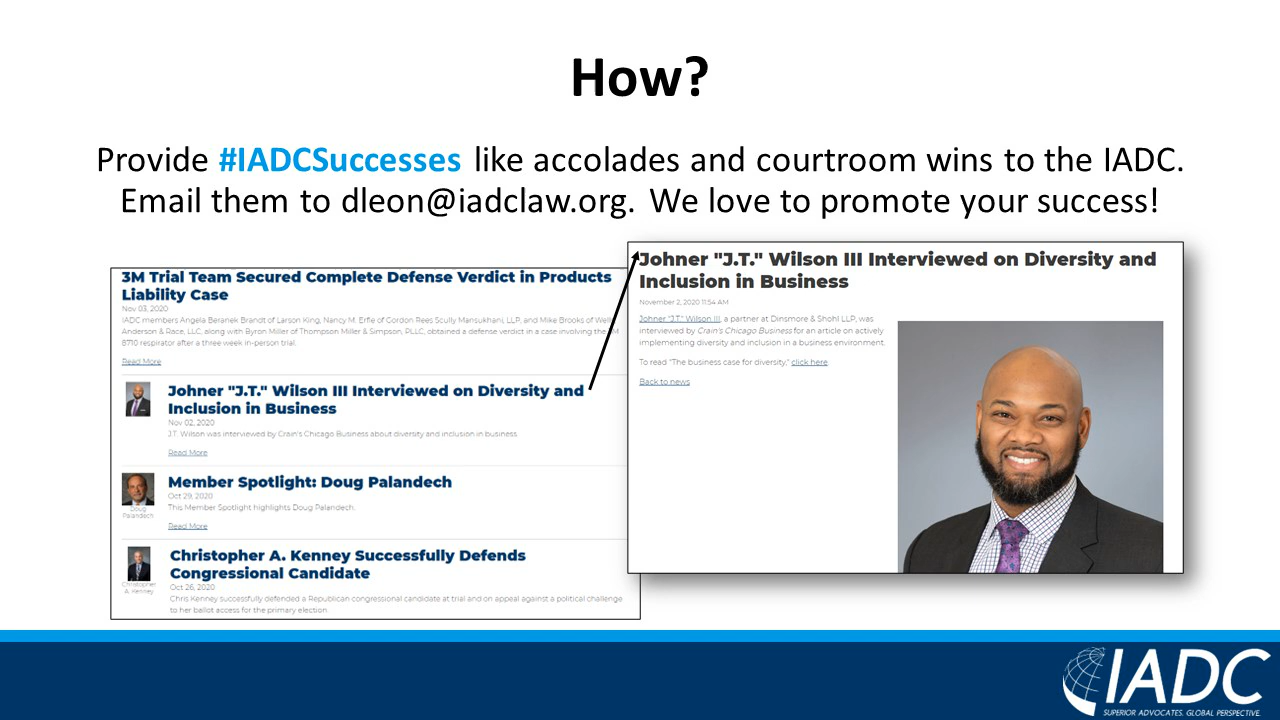 How?
Provide #IADCSuccesses like accolades and courtroom wins to the IADC.
Email them to dleon@iadclaw.org. We love to promote your success!
3M Trial Team Secured Complete Defense Verdict in Products
Liability Case
Nov 03, 2020
IADC members Angela Beranek Brandt of Larson King, Nancy M. Erfle of Gordon Rees Scully Mansukhani, LLP, and Mike Brooks of
Anderson & Race, LLC, along with Byron Miller of Thompson Miller & Simpson, PLLC, obtained a defense verdict in a case involving the
8710 respirator after a three week in-person trial.
Read More
Johner "J.T." Wilson III Interviewed on Diversity and
Inclusion in Business
Nov 02, 2020
J.T. Wilson was interviewed by Crain's Chicago Business about diversity and inclusion in business.
Read More
Member Spotlight: Doug Palandech
Oct 29, 2020
Doug
Palandech
This Member Spotlight highlights Doug Palandech.
Read More
Christopher A. Kenney Successfully Defends
Congressional Candidate
Christopher
A. Kenney
Oct 26, 2020
Chris Kenney successfully defended a Republican congressional candidate at trial and on appeal against a political challenge
to her ballot access for the primary election
Johner "J.T." Wilson III Interviewed on Diversity and
Inclusion in Business
November 2, 2020 11:54 AM
Johner "J.T." Wilson III, a partner at Dinsmore & Shohl LLP, was
interviewed by Crain's Chicago Business for an article on actively
implementing diversity and inclusion in a business environment.
To read "The business case for diversity," click here.
Back to news
IADC
SUPERIOR ADVOCATES. GLOBAL PERSPECTIVE.